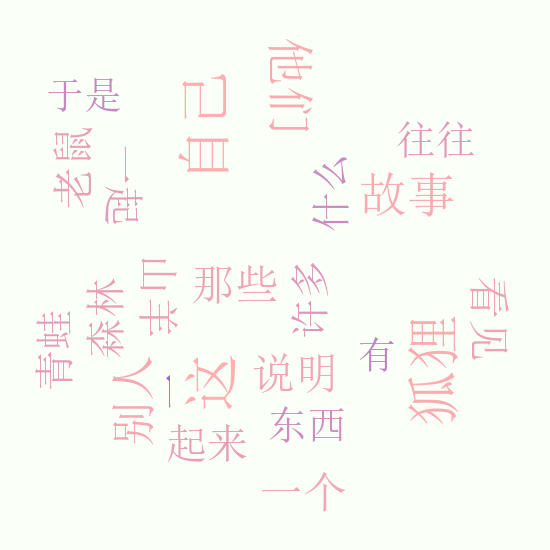 他们
自己
于是
往往
老鼠
一起
什么
故事
那些
许多
森林
看见
青蛙
有
狐狸
别人
一
这
说明
东西
起来
一个